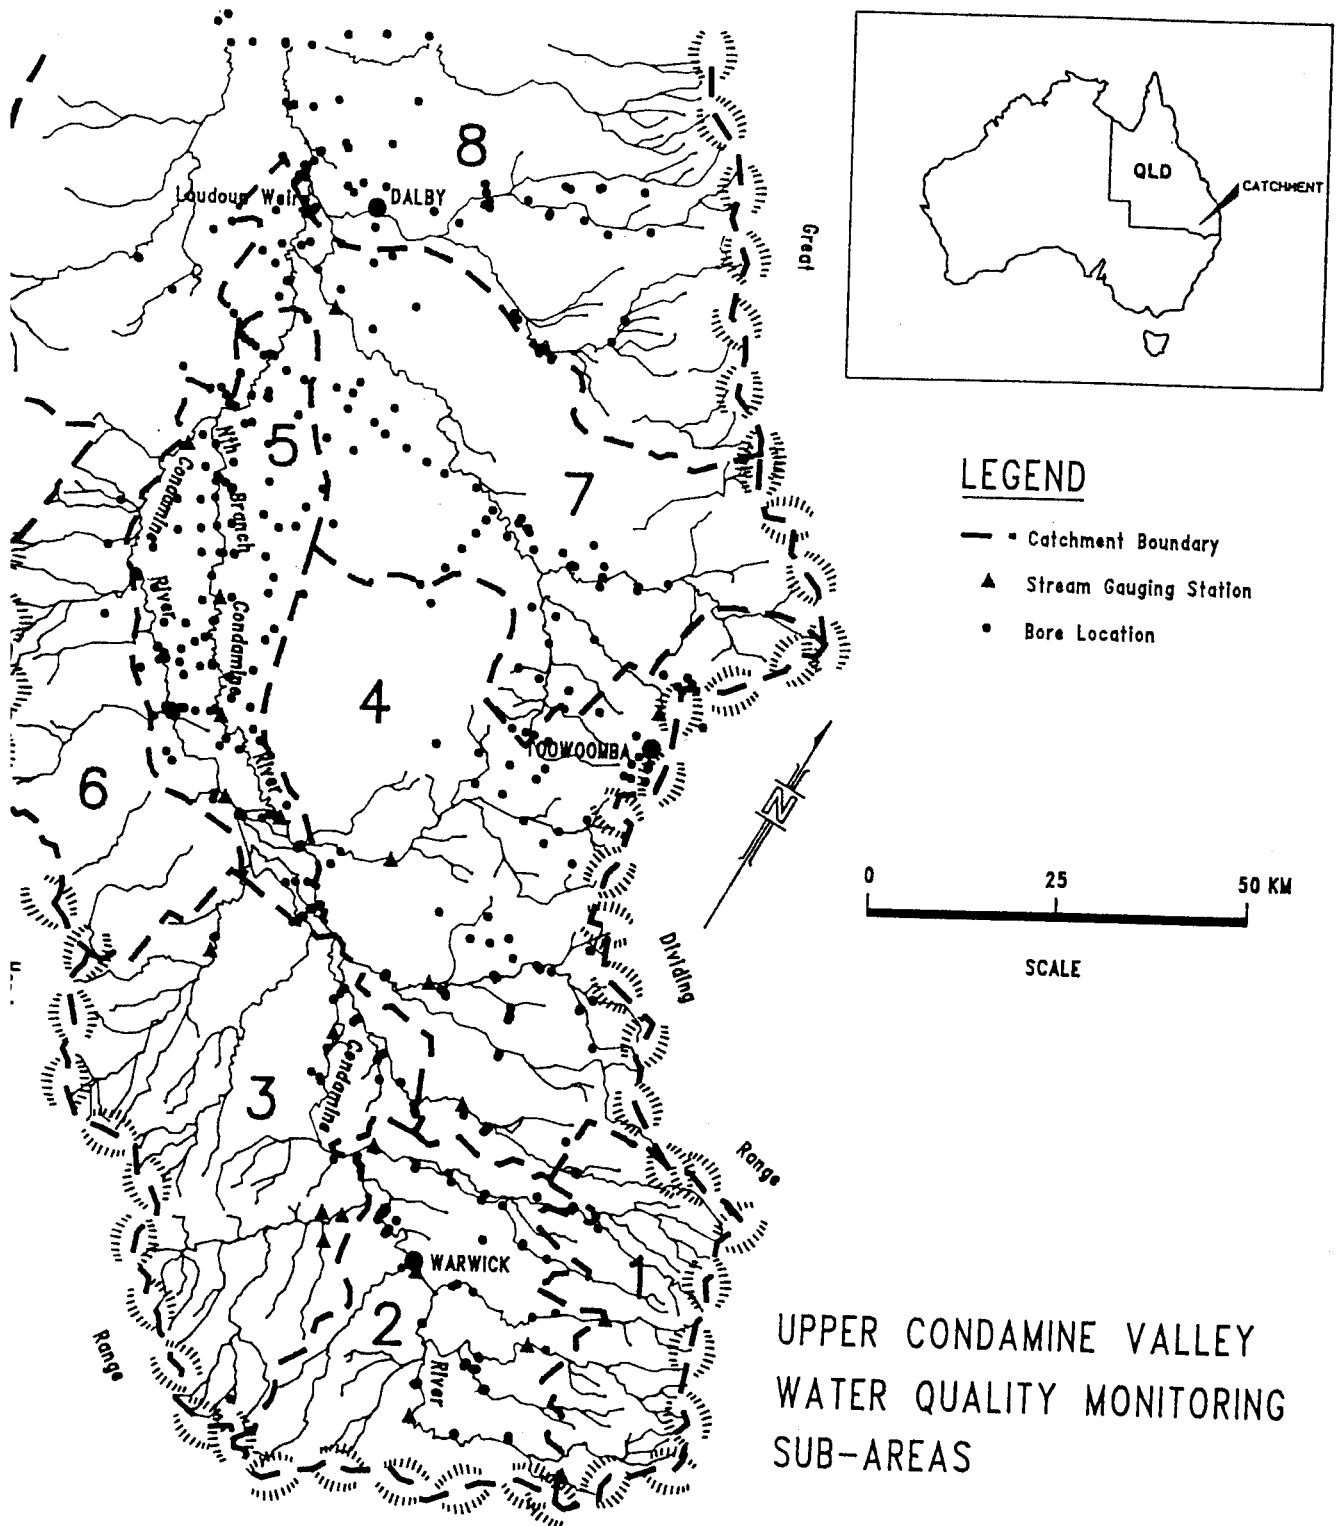 8
QLD
CATCHMENT
Loudoun Weir
DALBY
Great
5
Nth
Branch
Condamine
River
Condamine
River
7
LEGEND
Catchment Boundary
Stream Gauging Station
Bore Location
4
TOOWOOMBA
6
N
0 25 50 KM
SCALE
Dividing
Range
3
Condamine
1
WARWICK
2
River
Range
UPPER CONDAMINE VALLEY
WATER QUALITY MONITORING
SUB-AREAS